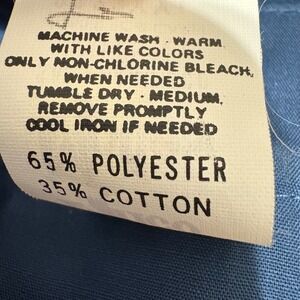 MACHINE WASH · WARM
WITH LIKE COLORS
ONLY NON-CHLORINE BLEACH,
WHEN NEEDED
TUMBLE DRY · MEDIUM,
REMOVE PROMPTLY
COOL IRON IF NEEDED
65% POLYESTER
35% COTTON